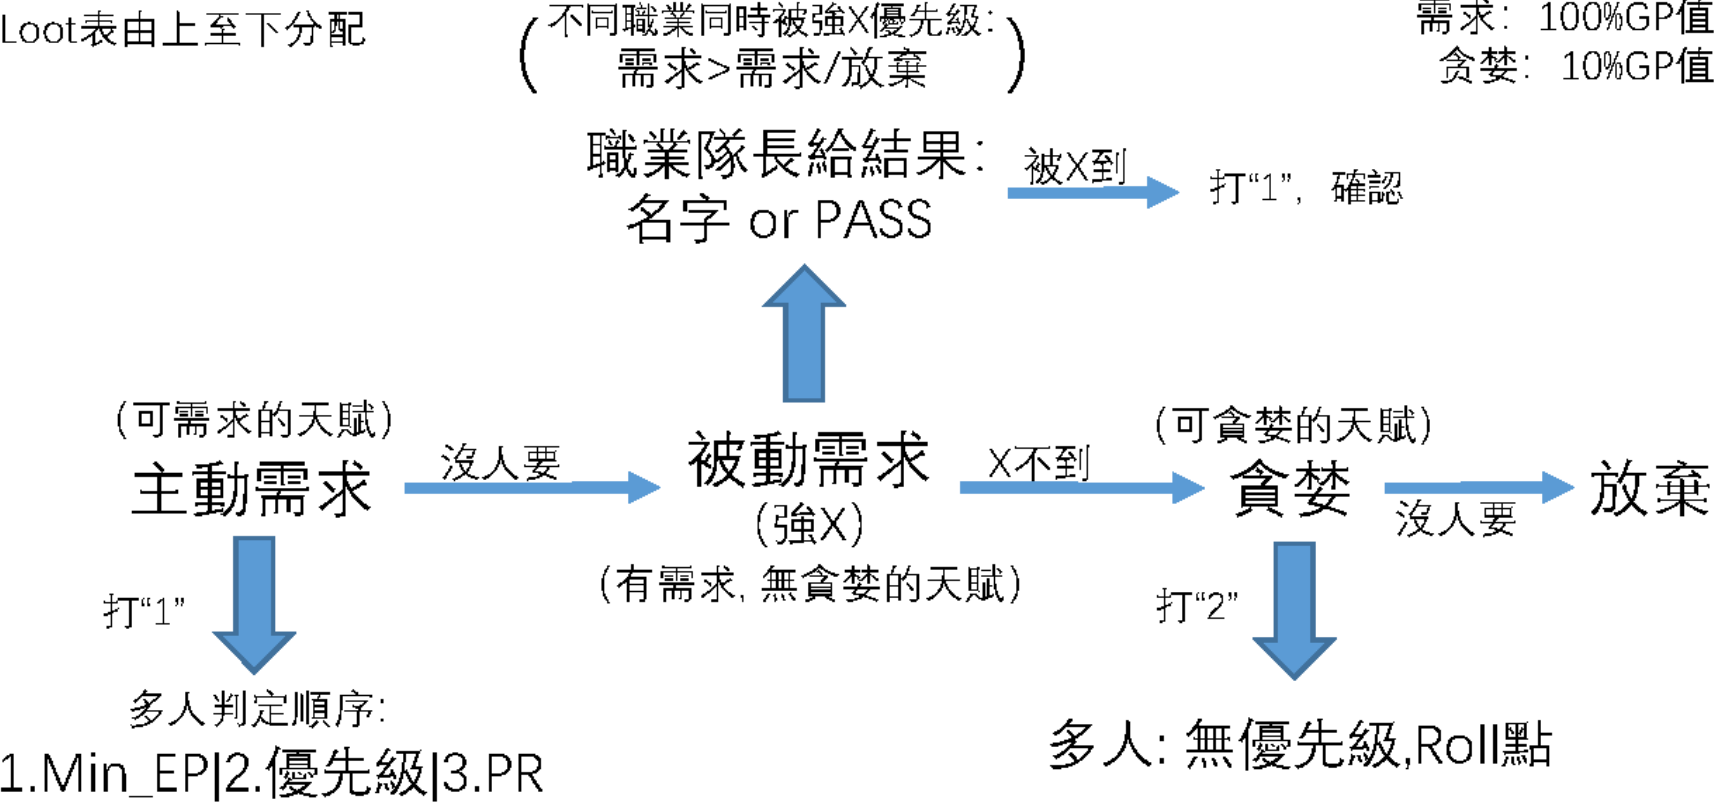 Loot表由上至下分配
(不同職業同時被強X優先級:
需求>需求/放棄)
需求：100%GP值
贪婪：10%GP值
職業隊長給結果:
名字 or PASS
被X到
打“1”，確認
(可需求的天賦)
主動需求
沒人要
被動需求
(強X)
(有需求, 無貪婪的天賦)
X不到
(可貪婪的天賦)
貪婪
沒人要
放棄
打“1”
打“2”
多人判定順序:
1.Min_EP|2.優先級|3.PR
多人: 無優先級,Roll點